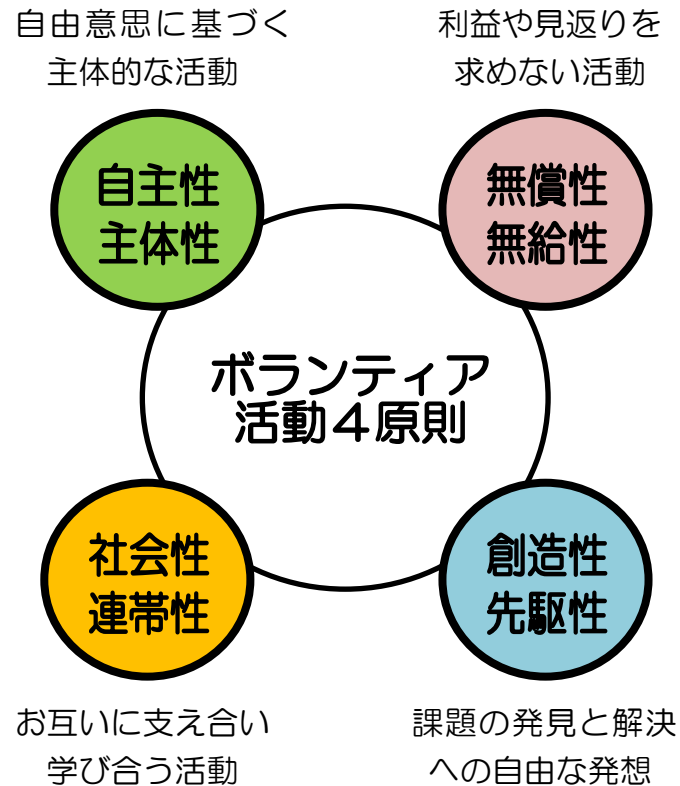 自由意思に基づく
主体的な活動
利益や見返りを
求めない活動
自主性
主体性
無償性
無給性
ボランティア
活動４原則
社会性
連帯性
創造性
先駆性
お互いに支え合い
学び合う活動
課題の発見と解決
への自由な発想